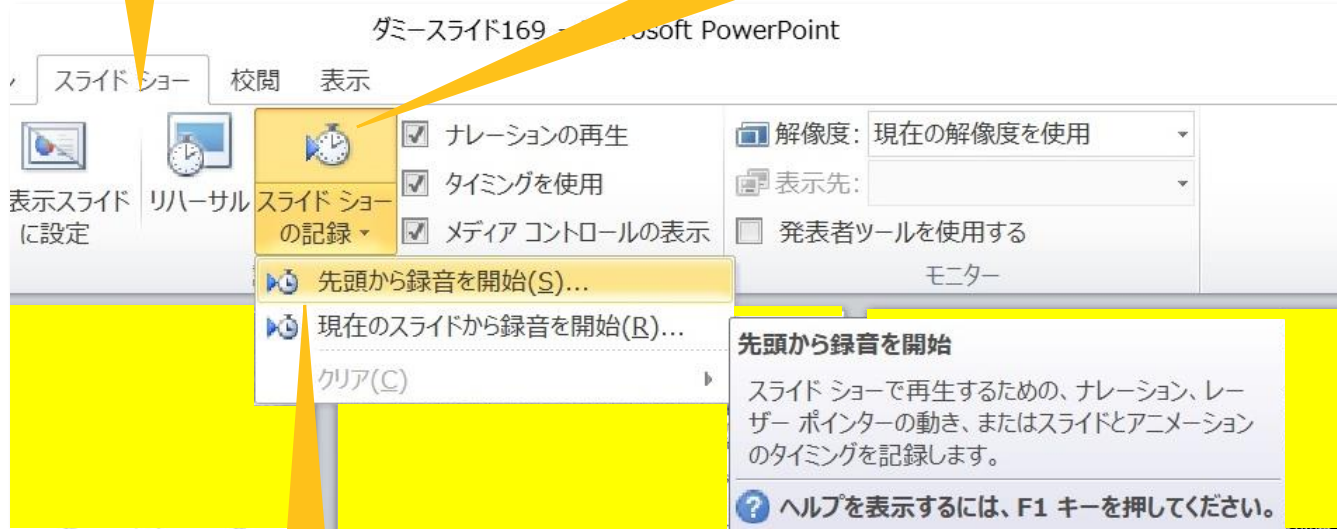 ダミースライド169 - Microsoft PowerPoint
スライド ショー 校閲 表示
ナレーションの再生
タイミングを使用
メディア コントロールの表示
解像度: 現在の解像度を使用
表示先:
発表者ツールを使用する
モニター
表示スライド
に設定
リハーサル
スライド ショー
の記録
先頭から録音を開始(S)...
現在のスライドから録音を開始(R)...
クリア(C)
先頭から録音を開始
スライド ショーで再生するための、ナレーション、レー
ザー ポインターの動き、またはスライドとアニメーション
のタイミングを記録します。
ヘルプを表示するには、F1 キーを押してください。